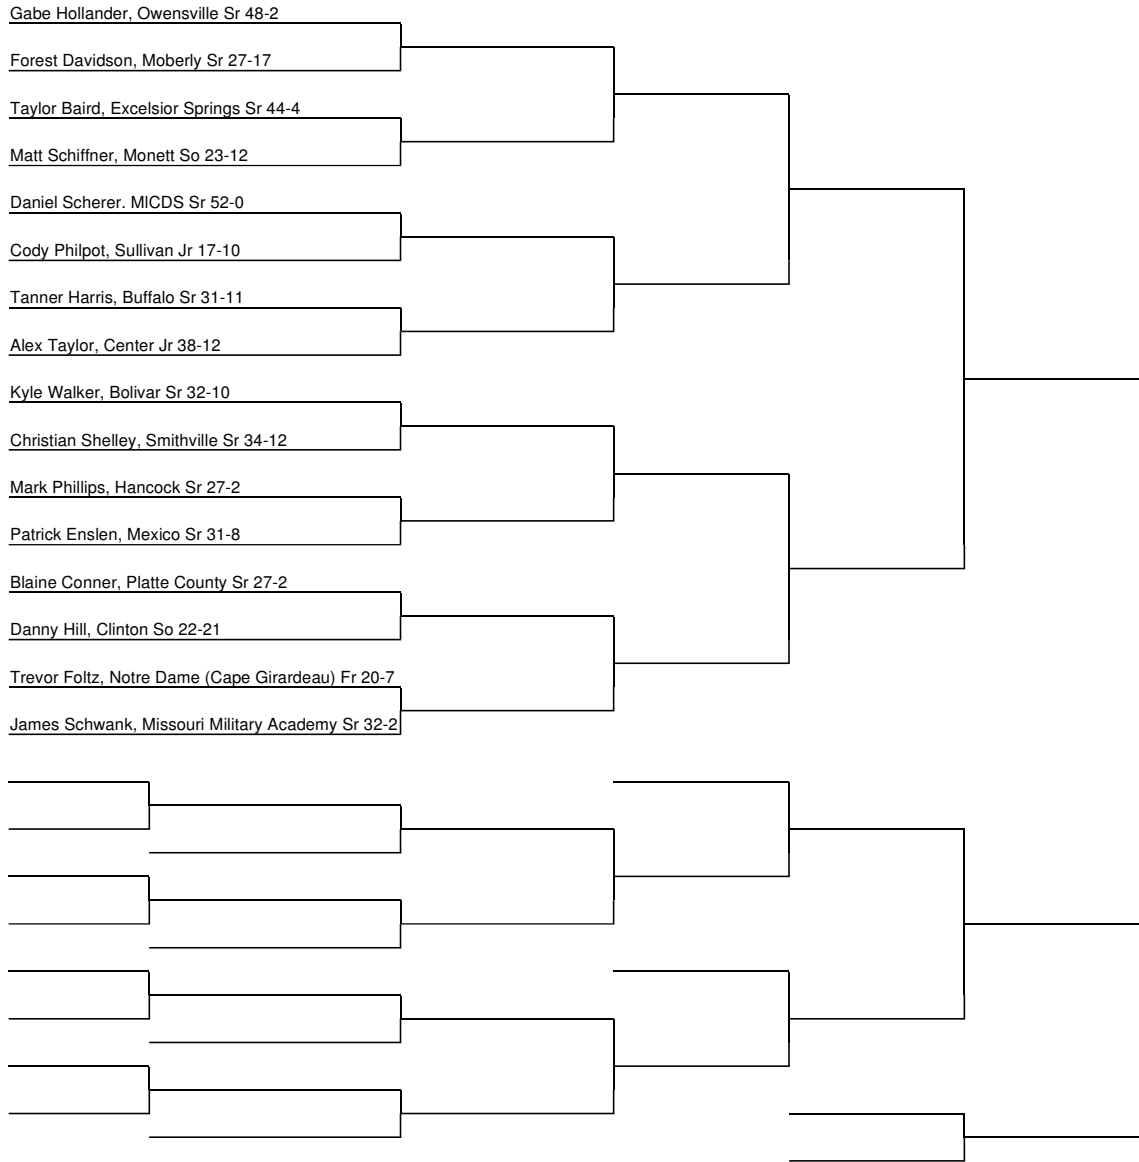 Gabe Hollander, Owensville Sr 48-2
Forest Davidson, Moberly Sr 27-17
Taylor Baird, Excelsior Springs Sr 44-4
Matt Schiffner, Monett So 23-12
Daniel Scherer. MICDS Sr 52-0
Cody Philpot, Sullivan Jr 17-10
Tanner Harris, Buffalo Sr 31-11
Alex Taylor, Center Jr 38-12
Kyle Walker, Bolivar Sr 32-10
Christian Shelley, Smithville Sr 34-12
Mark Phillips, Hancock Sr 27-2
Patrick Enslen, Mexico Sr 31-8
Blaine Conner, Platte County Sr 27-2
Danny Hill, Clinton So 22-21
Trevor Foltz, Notre Dame (Cape Girardeau) Fr 20-7
James Schwank, Missouri Military Academy Sr 32-2